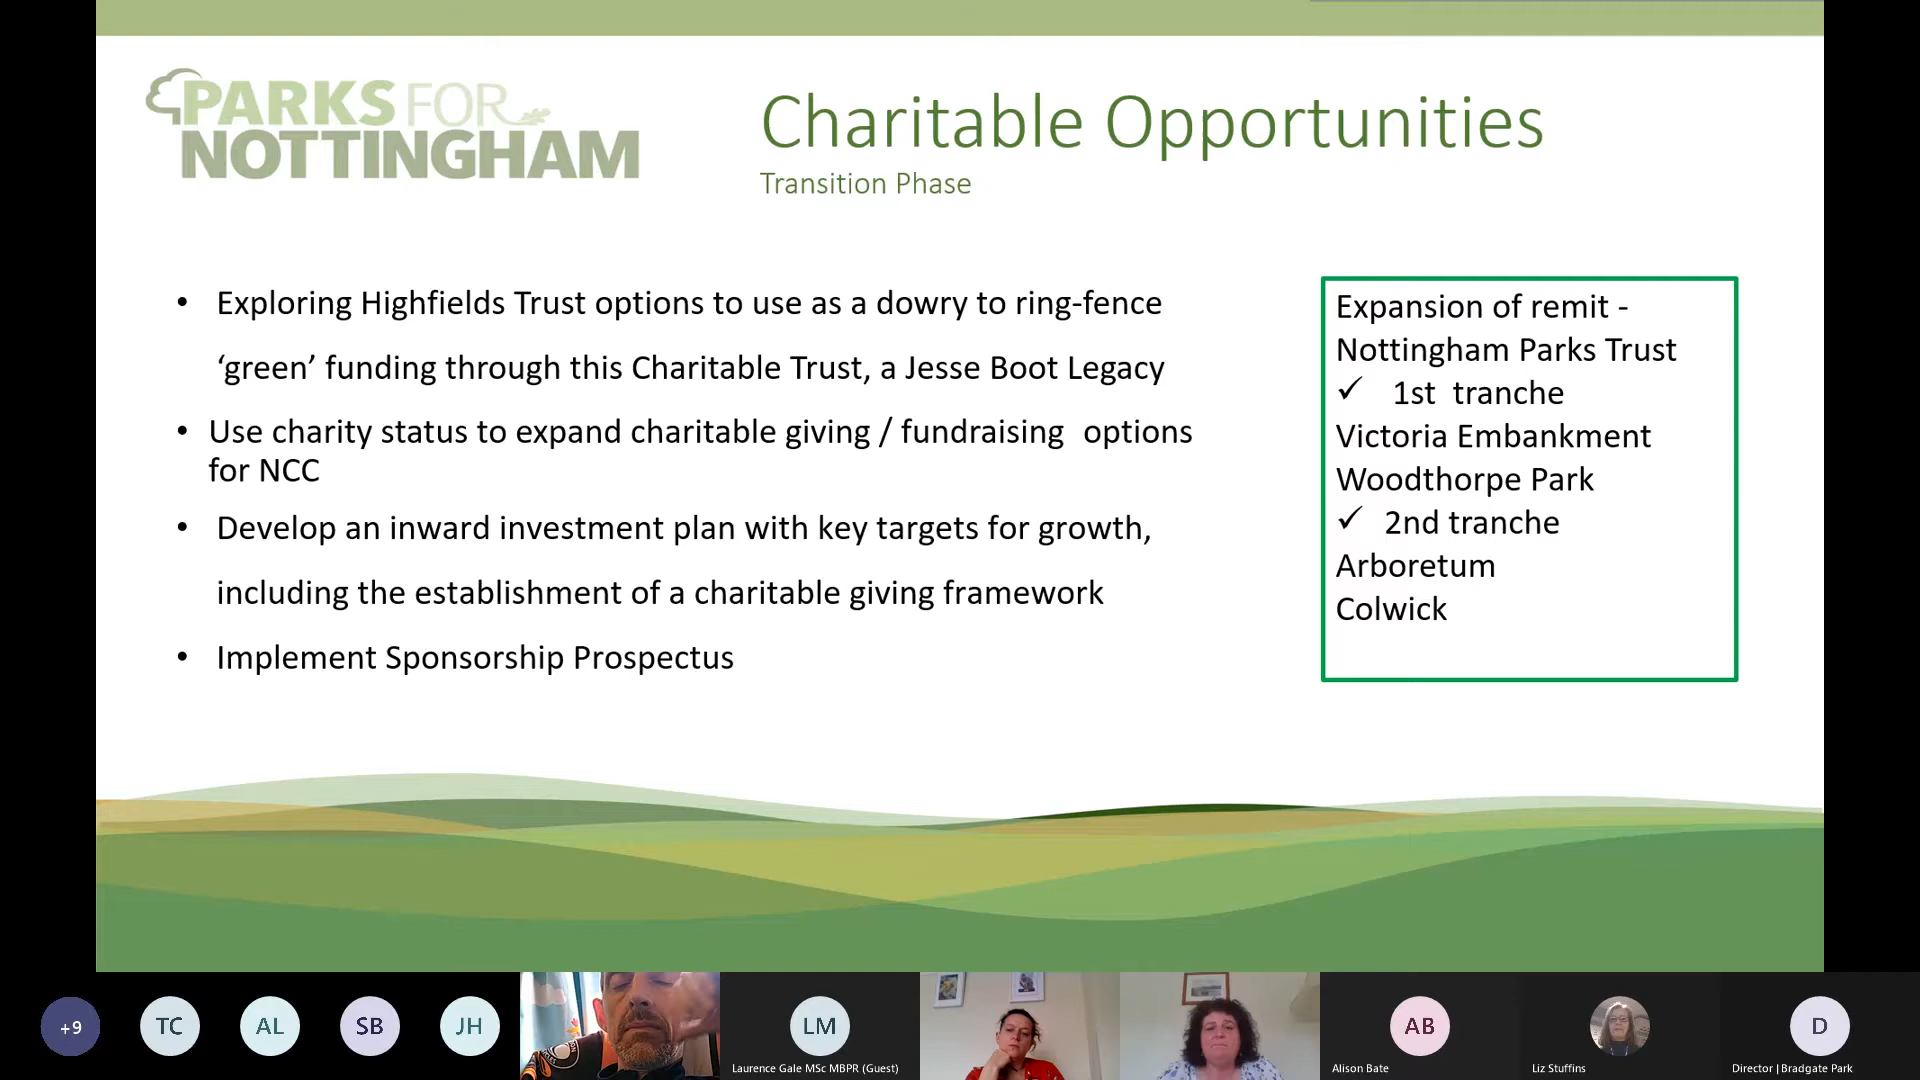 PARKS FOR
NOTTINGHAM
Charitable Opportunities
Transition Phase
• Exploring Highfields Trust options to use as a dowry to ring-fence
‘green’ funding through this Charitable Trust, a Jesse Boot Legacy
• Use charity status to expand charitable giving / fundraising options
for NCC
• Develop an inward investment plan with key targets for growth,
including the establishment of a charitable giving framework
• Implement Sponsorship Prospectus
Expansion of remit -
Nottingham Parks Trust
✓ 1st tranche
Victoria Embankment
Woodthorpe Park
✓ 2nd tranche
Arboretum
Colwick
+9
TC
AL
SB
JH
LM
Laurence Gale MSc MBPR (Guest)
AB
Alison Bate
Liz Stuffins
D
Director | Bradgate Park